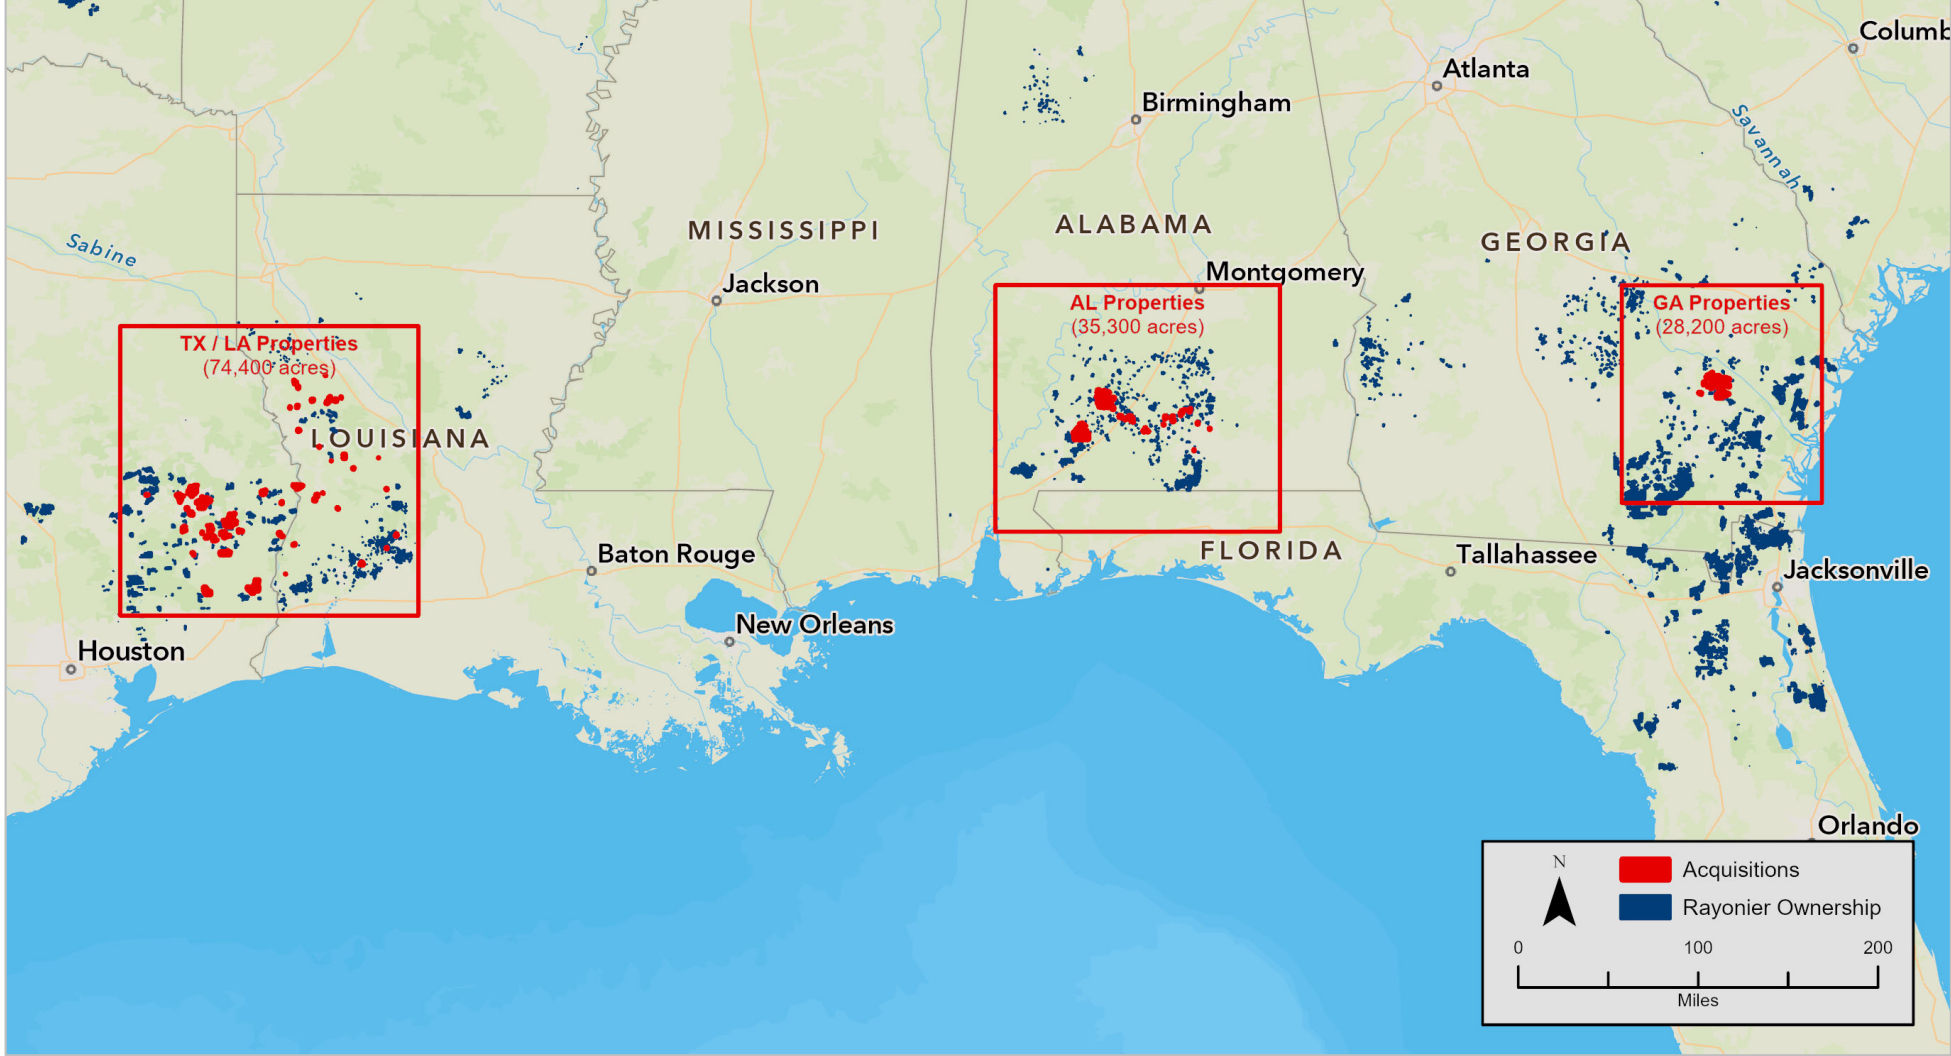 Columb
Atlanta
Birmingham
Savannah
MISSISSIPPI
ALABAMA
GEORGIA
Sabine
Montgomery
Jackson
AL Properties
(35,300 acres)
GA Properties
(28,200 acres)
TX / LA Properties
(74,400 acres)
LOUISIANA
Baton Rouge
FLORIDA
Tallahassee
Jacksonville
New Orleans
Houston
Orlando
N
Acquisitions
Rayonier Ownership
0 100 200
Miles